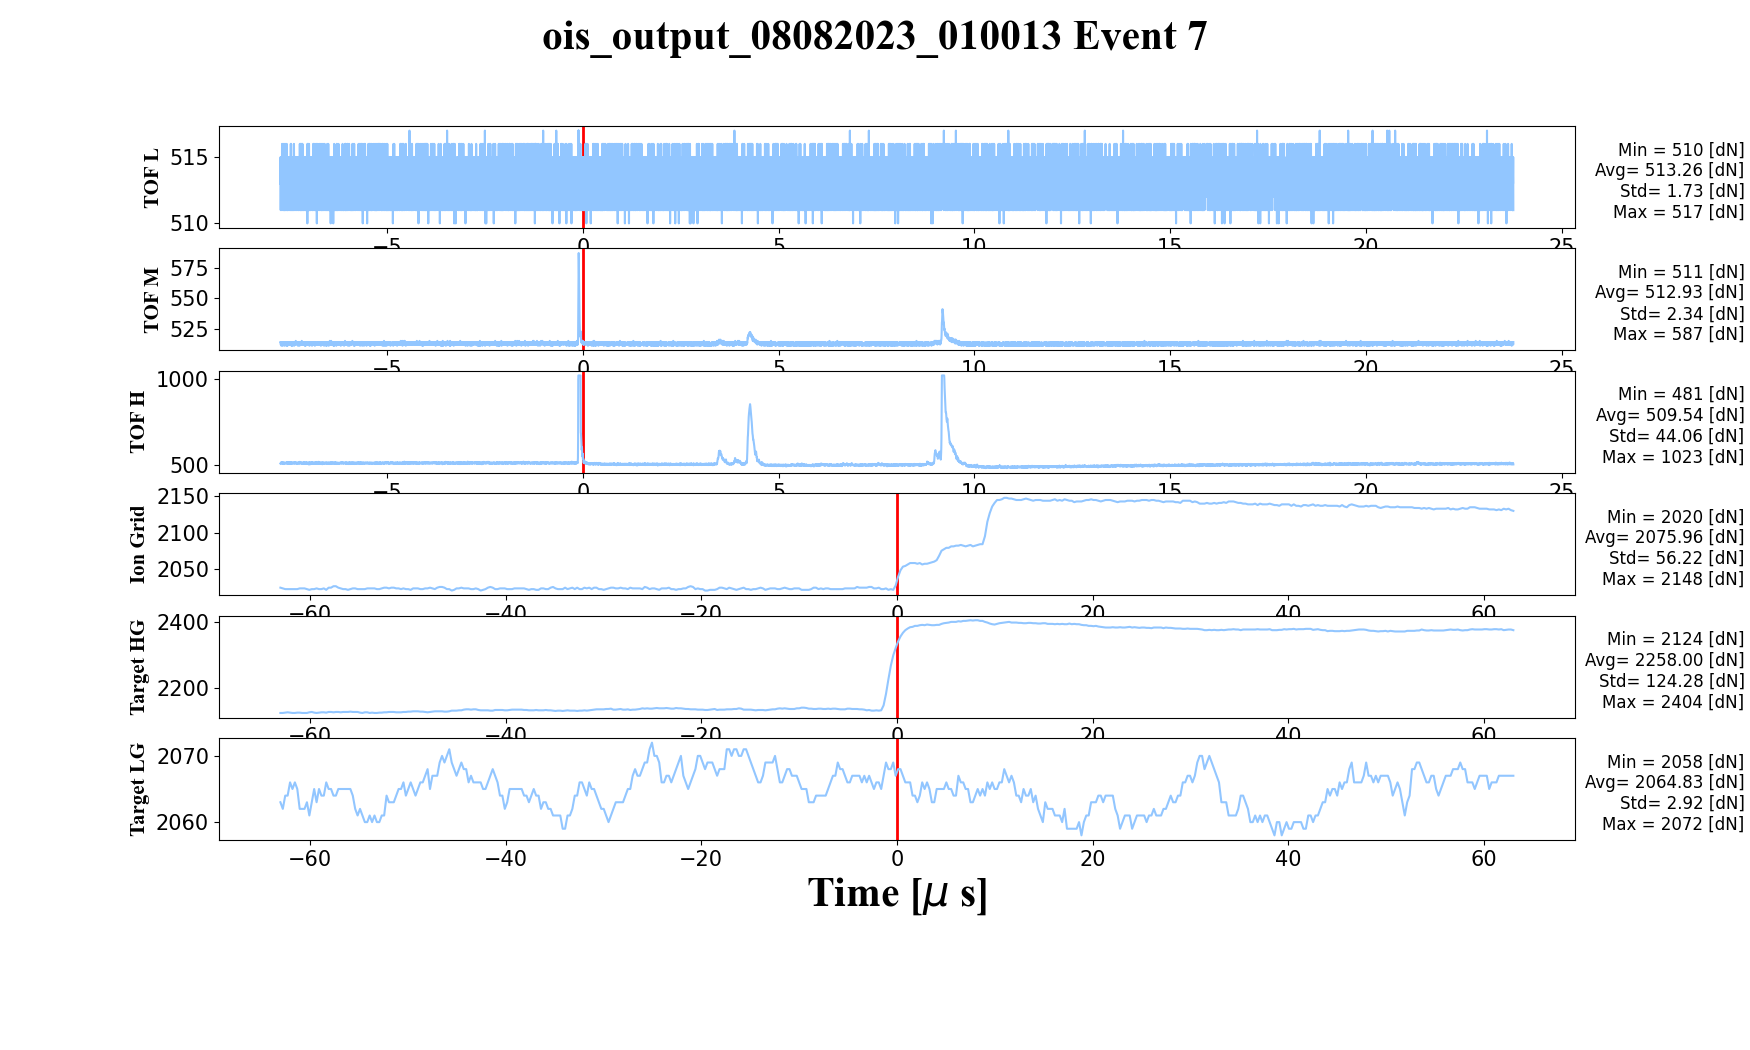 ois_output_08082023_010013 Event 7
TOF L
515
510
−5 0 5 10 15 20 25
Min = 510 [dN]
Avg= 513.26 [dN]
Std= 1.73 [dN]
Max = 517 [dN]
TOF M
575
550
525
−5 0 5 10 15 20 25
Min = 511 [dN]
Avg= 512.93 [dN]
Std= 2.34 [dN]
Max = 587 [dN]
TOF H
1000
500
−5 0 5 10 15 20 25
Min = 481 [dN]
Avg= 509.54 [dN]
Std= 44.06 [dN]
Max = 1023 [dN]
Ion Grid
2150
2100
2050
−60 −40 −20 0 20 40 60
Min = 2020 [dN]
Avg= 2075.96 [dN]
Std= 56.22 [dN]
Max = 2148 [dN]
Target HG
2400
2200
−60 −40 −20 0 20 40 60
Min = 2124 [dN]
Avg= 2258.00 [dN]
Std= 124.28 [dN]
Max = 2404 [dN]
Target LG
2070
2060
−60 −40 −20 0 20 40 60
Min = 2058 [dN]
Avg= 2064.83 [dN]
Std= 2.92 [dN]
Max = 2072 [dN]
Time [μ s]